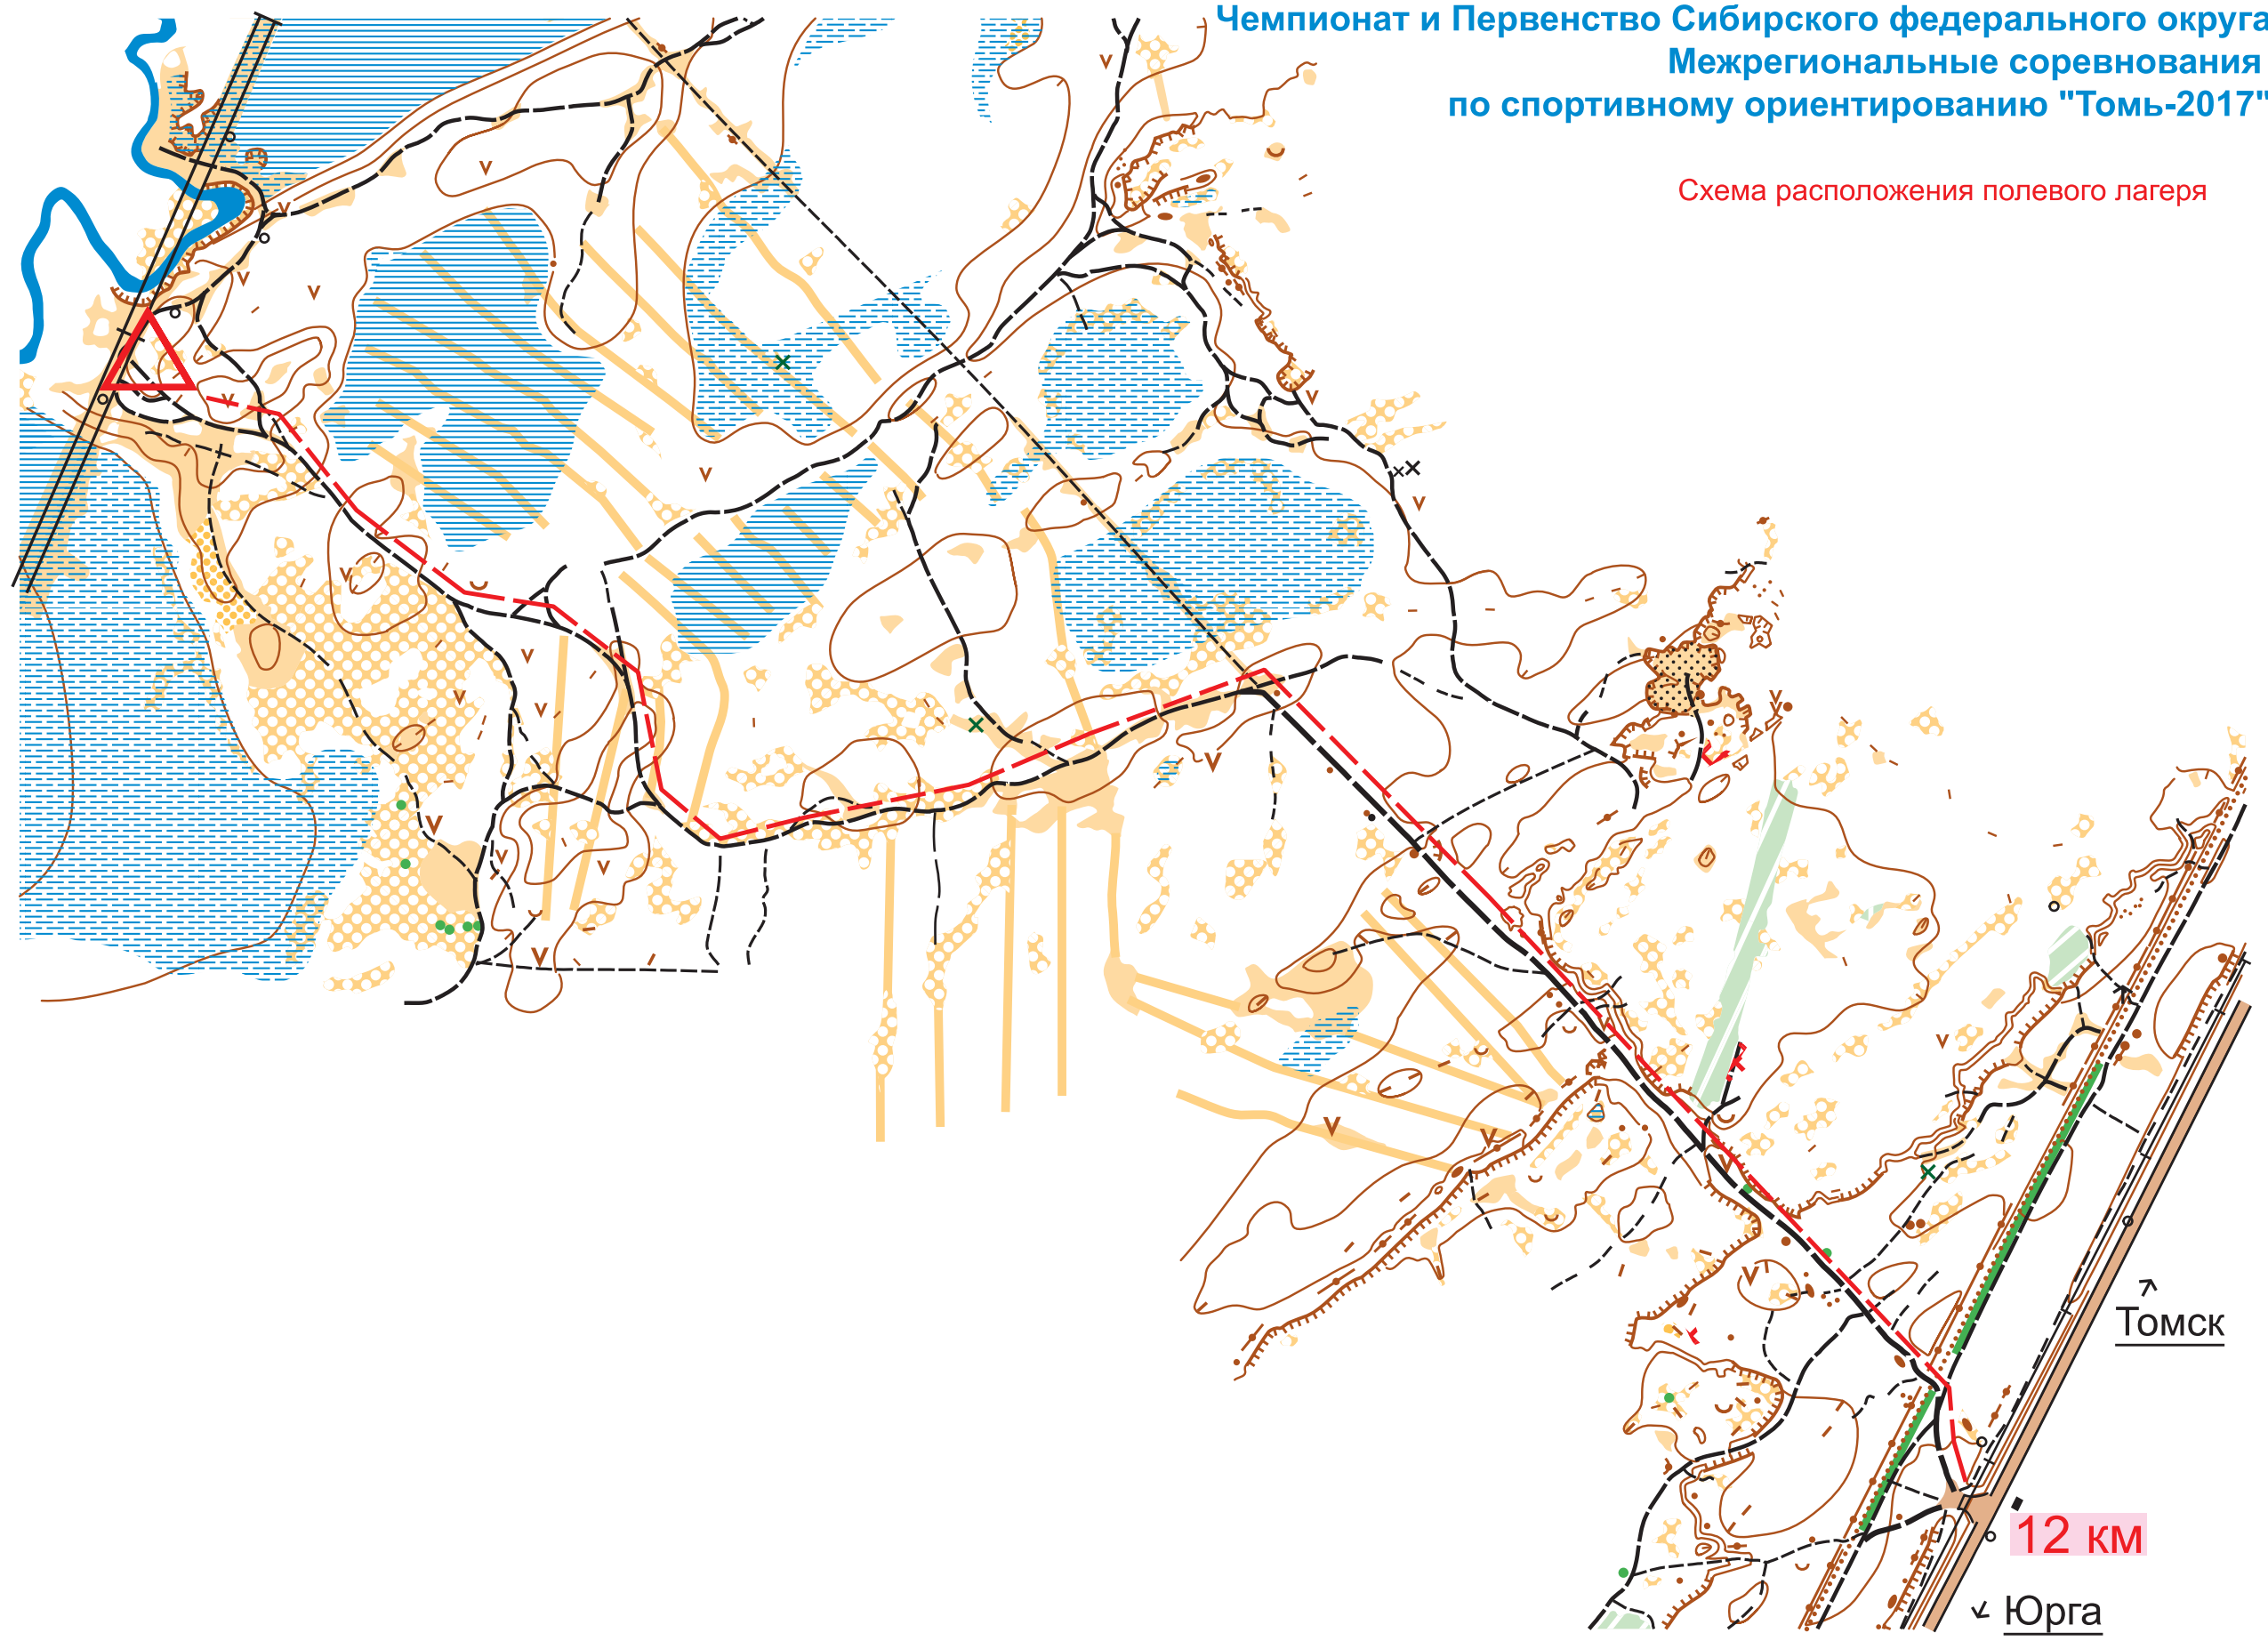 Чемпионат и Первенство Сибирского федерального округа
Межрегиональные соревнования
по спортивному ориентированию "Томь-2017"
Схема расположения полевого лагеря
Томск
12 км
Юрга